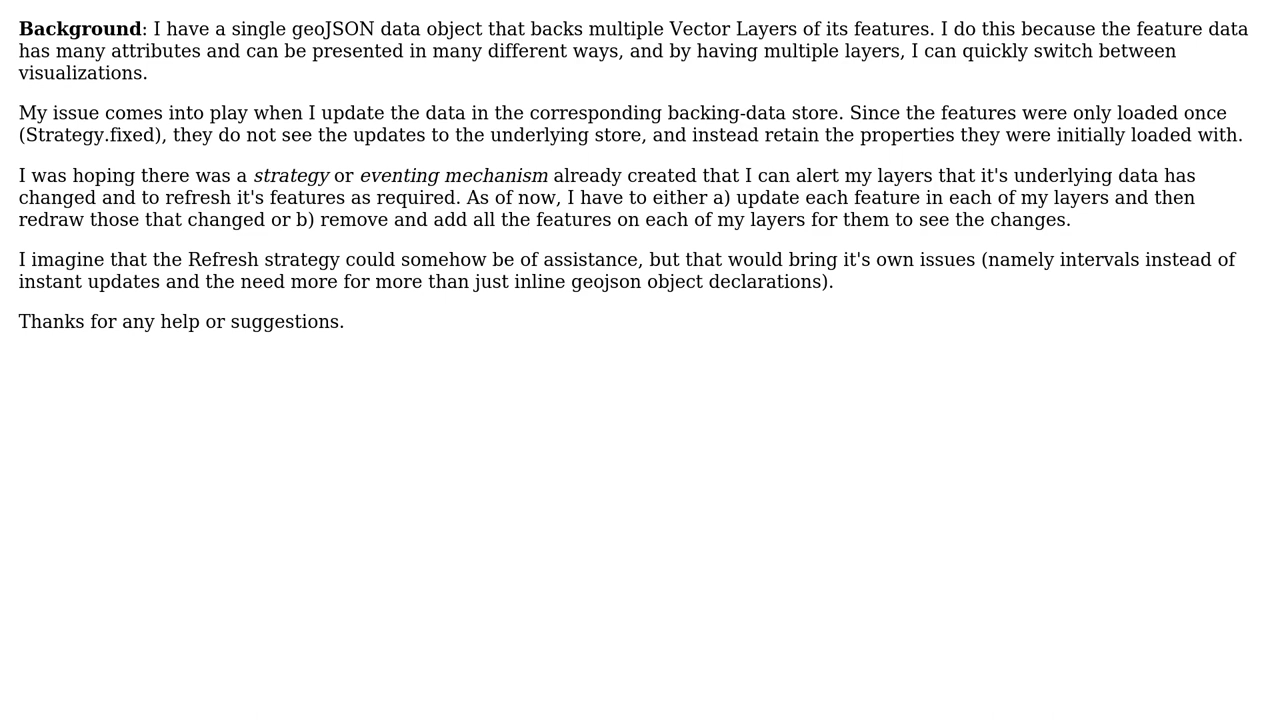 Background: I have a single geoJSON data object that backs multiple Vector Layers of its features. I do this because the feature data
has many attributes and can be presented in many different ways, and by having multiple layers, I can quickly switch between
visualizations.
My issue comes into play when I update the data in the corresponding backing-data store. Since the features were only loaded once
(Strategy.fixed), they do not see the updates to the underlying store, and instead retain the properties they were initially loaded with.
I was hoping there was a strategy or eventing mechanism already created that I can alert my layers that it's underlying data has
changed and to refresh it's features as required. As of now, I have to either a) update each feature in each of my layers and then
redraw those that changed or b) remove and add all the features on each of my layers for them to see the changes.
I imagine that the Refresh strategy could somehow be of assistance, but that would bring it's own issues (namely intervals instead of
instant updates and the need more for more than just inline geojson object declarations).
Thanks for any help or suggestions.